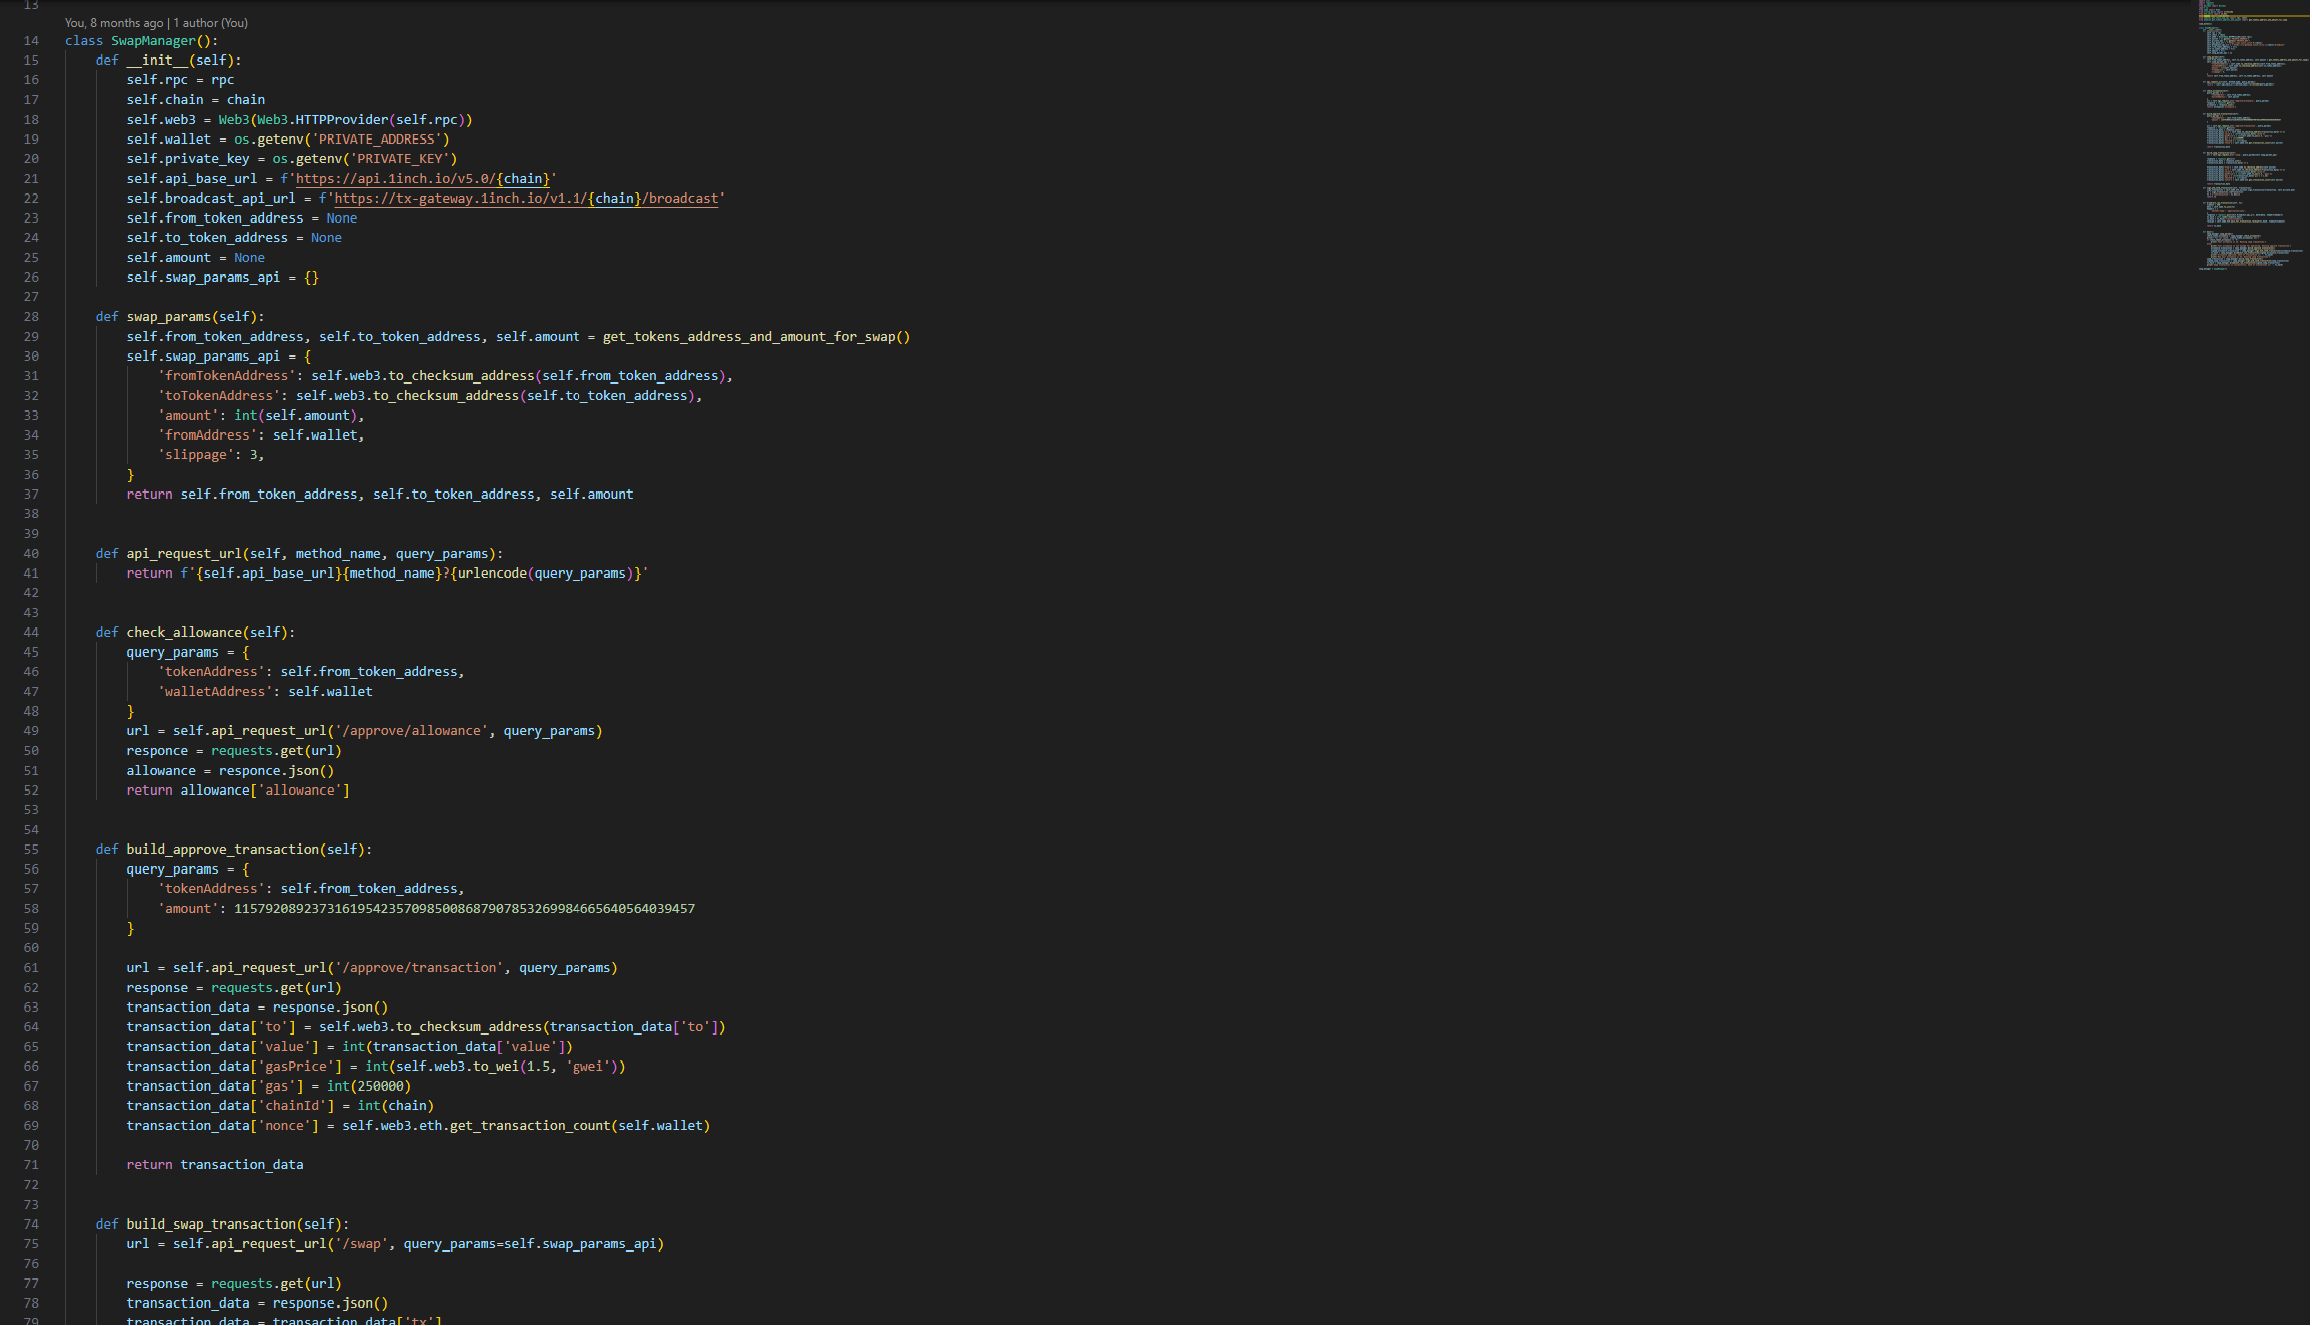 13
You, 8 months ago | 1 author (You)
14 class SwapManager():
15     def __init__(self):
16         self.rpc = rpc
17         self.chain = chain
18         self.web3 = Web3(Web3.HTTPProvider(self.rpc))
19         self.wallet = os.getenv('PRIVATE_ADDRESS')
20         self.private_key = os.getenv('PRIVATE_KEY')
21         self.api_base_url = f'https://api.1inch.io/v5.0/{chain}'
22         self.broadcast_api_url = f'https://tx-gateway.1inch.io/v1.1/{chain}/broadcast'
23         self.from_token_address = None
24         self.to_token_address = None
25         self.amount = None
26         self.swap_params_api = {}
27
28     def swap_params(self):
29         self.from_token_address, self.to_token_address, self.amount = get_tokens_address_and_amount_for_swap()
30         self.swap_params_api = {
31             'fromTokenAddress': self.web3.to_checksum_address(self.from_token_address),
32             'toTokenAddress': self.web3.to_checksum_address(self.to_token_address),
33             'amount': int(self.amount),
34             'fromAddress': self.wallet,
35             'slippage': 3,
36         }
37         return self.from_token_address, self.to_token_address, self.amount
38
39
40     def api_request_url(self, method_name, query_params):
41         return f'{self.api_base_url}{method_name}?{urlencode(query_params)}'
42
43
44     def check_allowance(self):
45         query_params = {
46             'tokenAddress': self.from_token_address,
47             'walletAddress': self.wallet
48         }
49         url = self.api_request_url('/approve/allowance', query_params)
50         responce = requests.get(url)
51         allowance = responce.json()
52         return allowance['allowance']
53
54
55     def build_approve_transaction(self):
56         query_params = {
57             'tokenAddress': self.from_token_address,
58             'amount': 115792089237316195423570985008687907853269984665640564039457
59         }
60
61         url = self.api_request_url('/approve/transaction', query_params)
62         response = requests.get(url)
63         transaction_data = response.json()
64         transaction_data['to'] = self.web3.to_checksum_address(transaction_data['to'])
65         transaction_data['value'] = int(transaction_data['value'])
66         transaction_data['gasPrice'] = int(self.web3.to_wei(1.5, 'gwei'))
67         transaction_data['gas'] = int(250000)
68         transaction_data['chainId'] = int(chain)
69         transaction_data['nonce'] = self.web3.eth.get_transaction_count(self.wallet)
70
71         return transaction_data
72
73
74     def build_swap_transaction(self):
75         url = self.api_request_url('/swap', query_params=self.swap_params_api)
76
77         response = requests.get(url)
78         transaction_data = response.json()
79         transaction_data = transaction_data['tx']